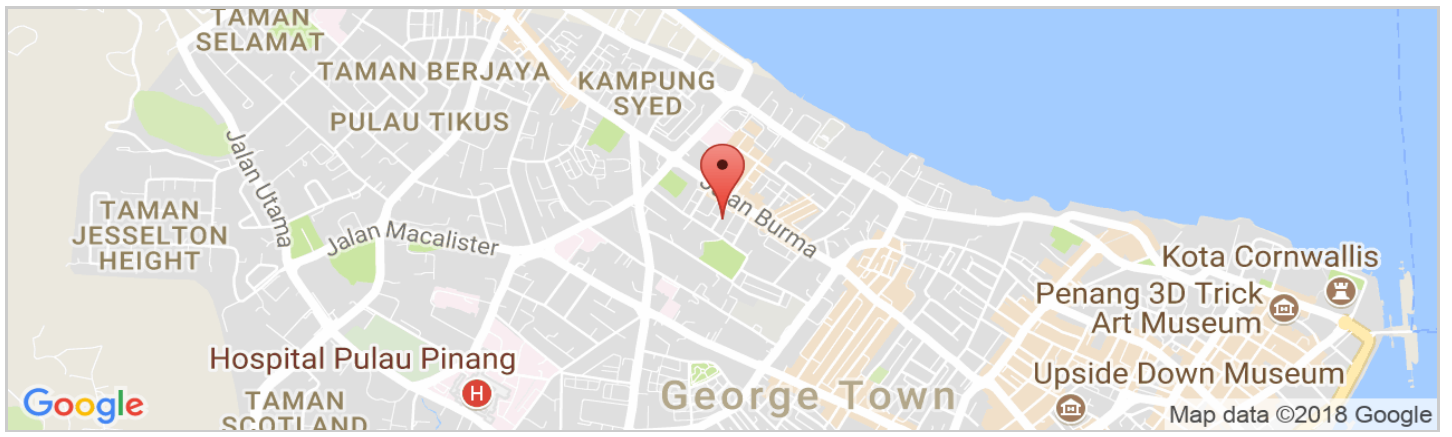 TAMAN
SELAMAT
TAMAN BERJAYA
KAMPUNG
SYED
PULAU TIKUS
Jalan Utama
Jalan Burma
TAMAN
JESSELTON
HEIGHT
Jalan Macalister
Kota Cornwallis
Penang 3D Trick
Art Museum
Hospital Pulau Pinang
H
Upside Down Museum
George Town
TAMAN
SCOTLAND
Google
Map data ©2018 Google